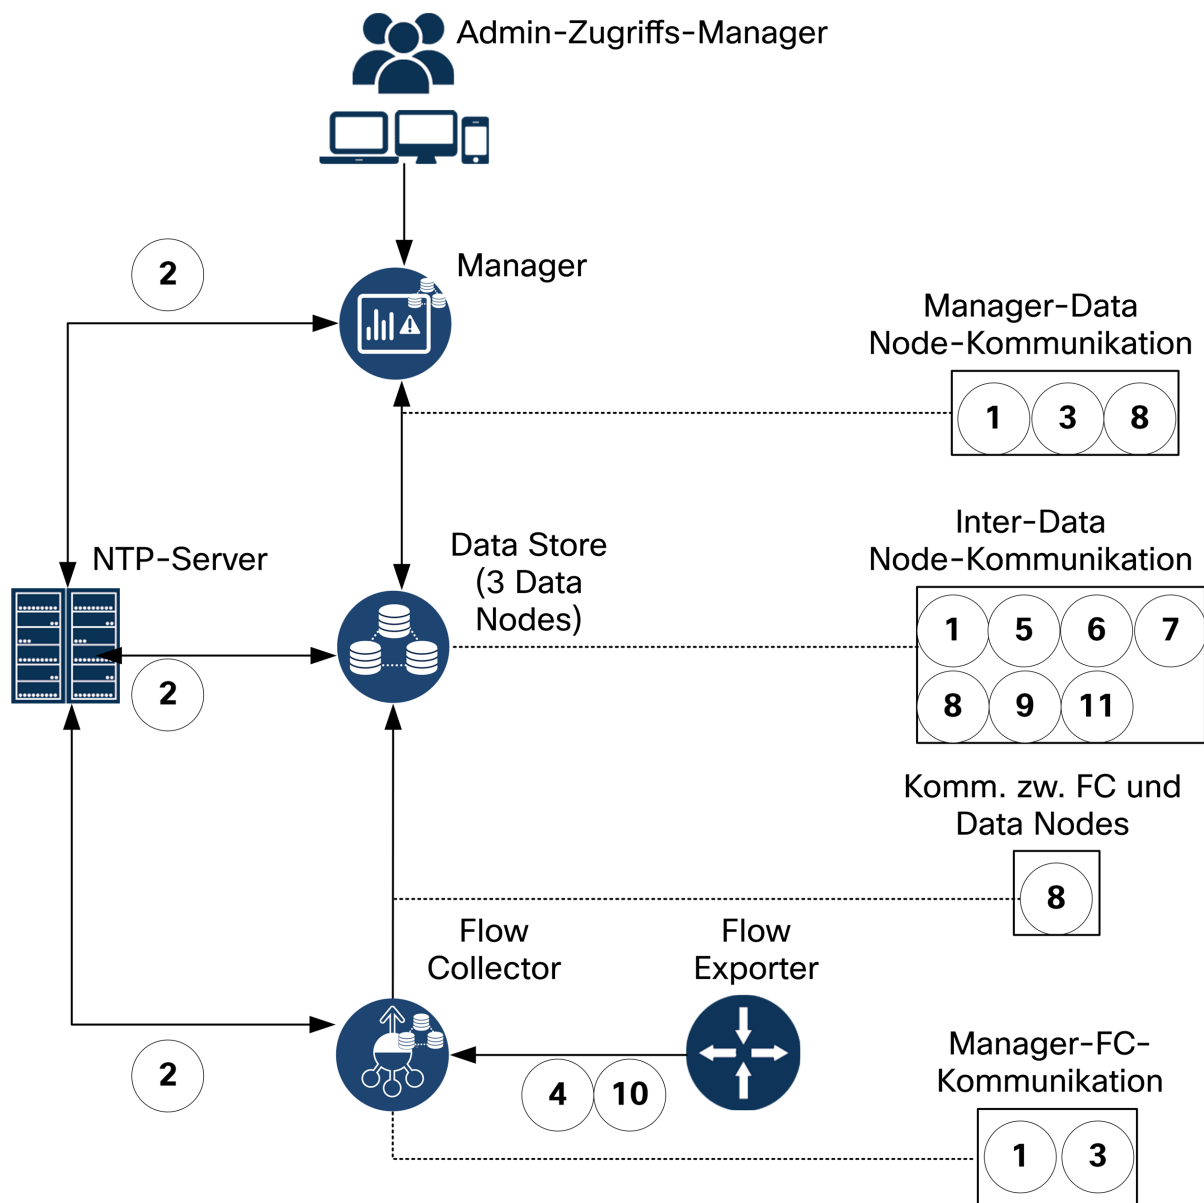 Admin-Zugriffs-Manager
Manager
2
Manager-Data
Node-Kommunikation
1 3 8
NTP-Server
Data Store
(3 Data
Nodes)
Inter-Data
Node-Kommunikation
1 5 6 7
8 9 11
2
Komm. zw. FC und
Data Nodes
8
Flow
Collector
Flow
Exporter
2
4 10
Manager-FC-
Kommunikation
1 3